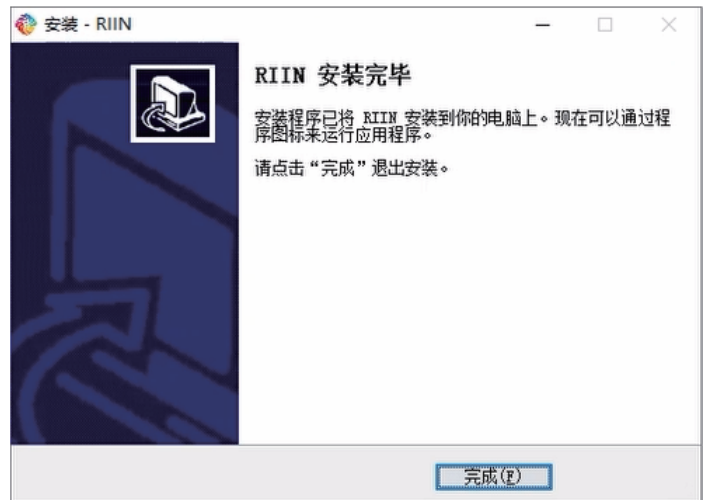 安装 - RIIN
RIIN 安装完毕
安装程序已将 RIIN 安装到你的电脑上。现在可以通过程
序图标来运行应用程序。
请点击“完成”退出安装。
完成(F)